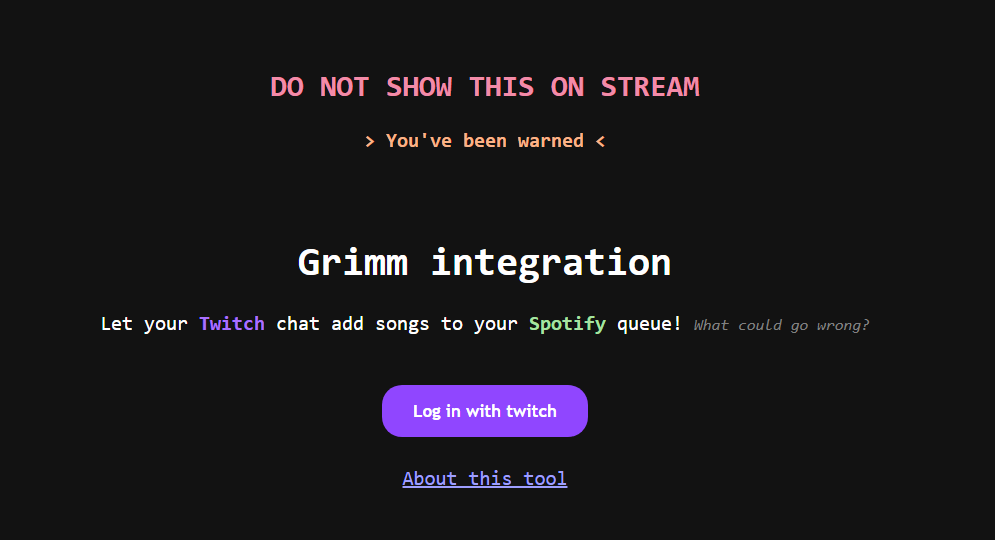 DO NOT SHOW THIS ON STREAM
> You've been warned <
Grimm integration
Let your Twitch chat add songs to your Spotify queue! What could go wrong?
Log in with twitch
About this tool